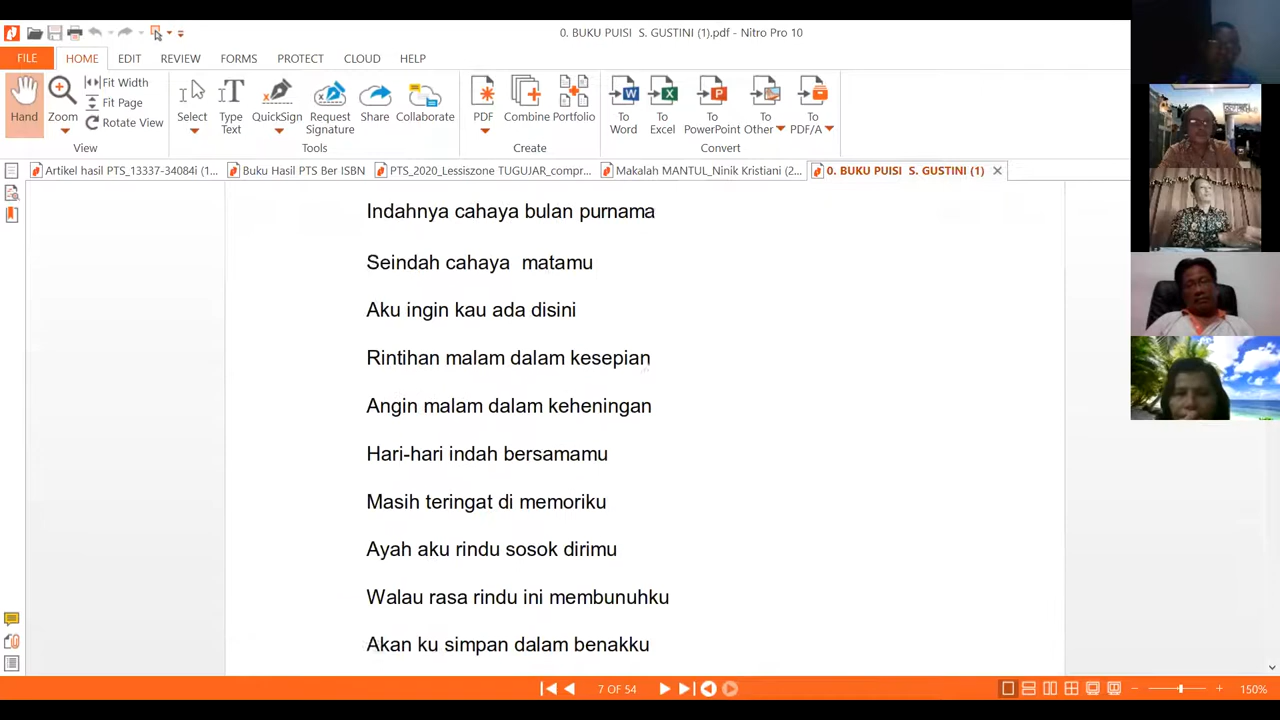 0. BUKU PUISI  S. GUSTINI (1).pdf - Nitro Pro 10
FILE HOME EDIT REVIEW FORMS PROTECT CLOUD HELP
Hand Zoom Fit Width Fit Page Rotate View
Select Type Text QuickSign Request Signature Share Collaborate
PDF Combine Portfolio
To Word To Excel To PowerPoint To Other To PDF/A
View Tools Create Convert
Artikel hasil PTS_13337-34084i (1... Buku Hasil PTS Ber ISBN PTS_2020_Lessiszone TUGUJAR_compr... Makalah MANTUL_Ninik Kristiani (2... 0. BUKU PUISI  S. GUSTINI (1)
Indahnya cahaya bulan purnama
Seindah cahaya  matamu
Aku ingin kau ada disini
Rintihan malam dalam kesepian
Angin malam dalam keheningan
Hari-hari indah bersamamu
Masih teringat di memoriku
Ayah aku rindu sosok dirimu
Walau rasa rindu ini membunuhku
Akan ku simpan dalam benakku
7 OF 54
150%